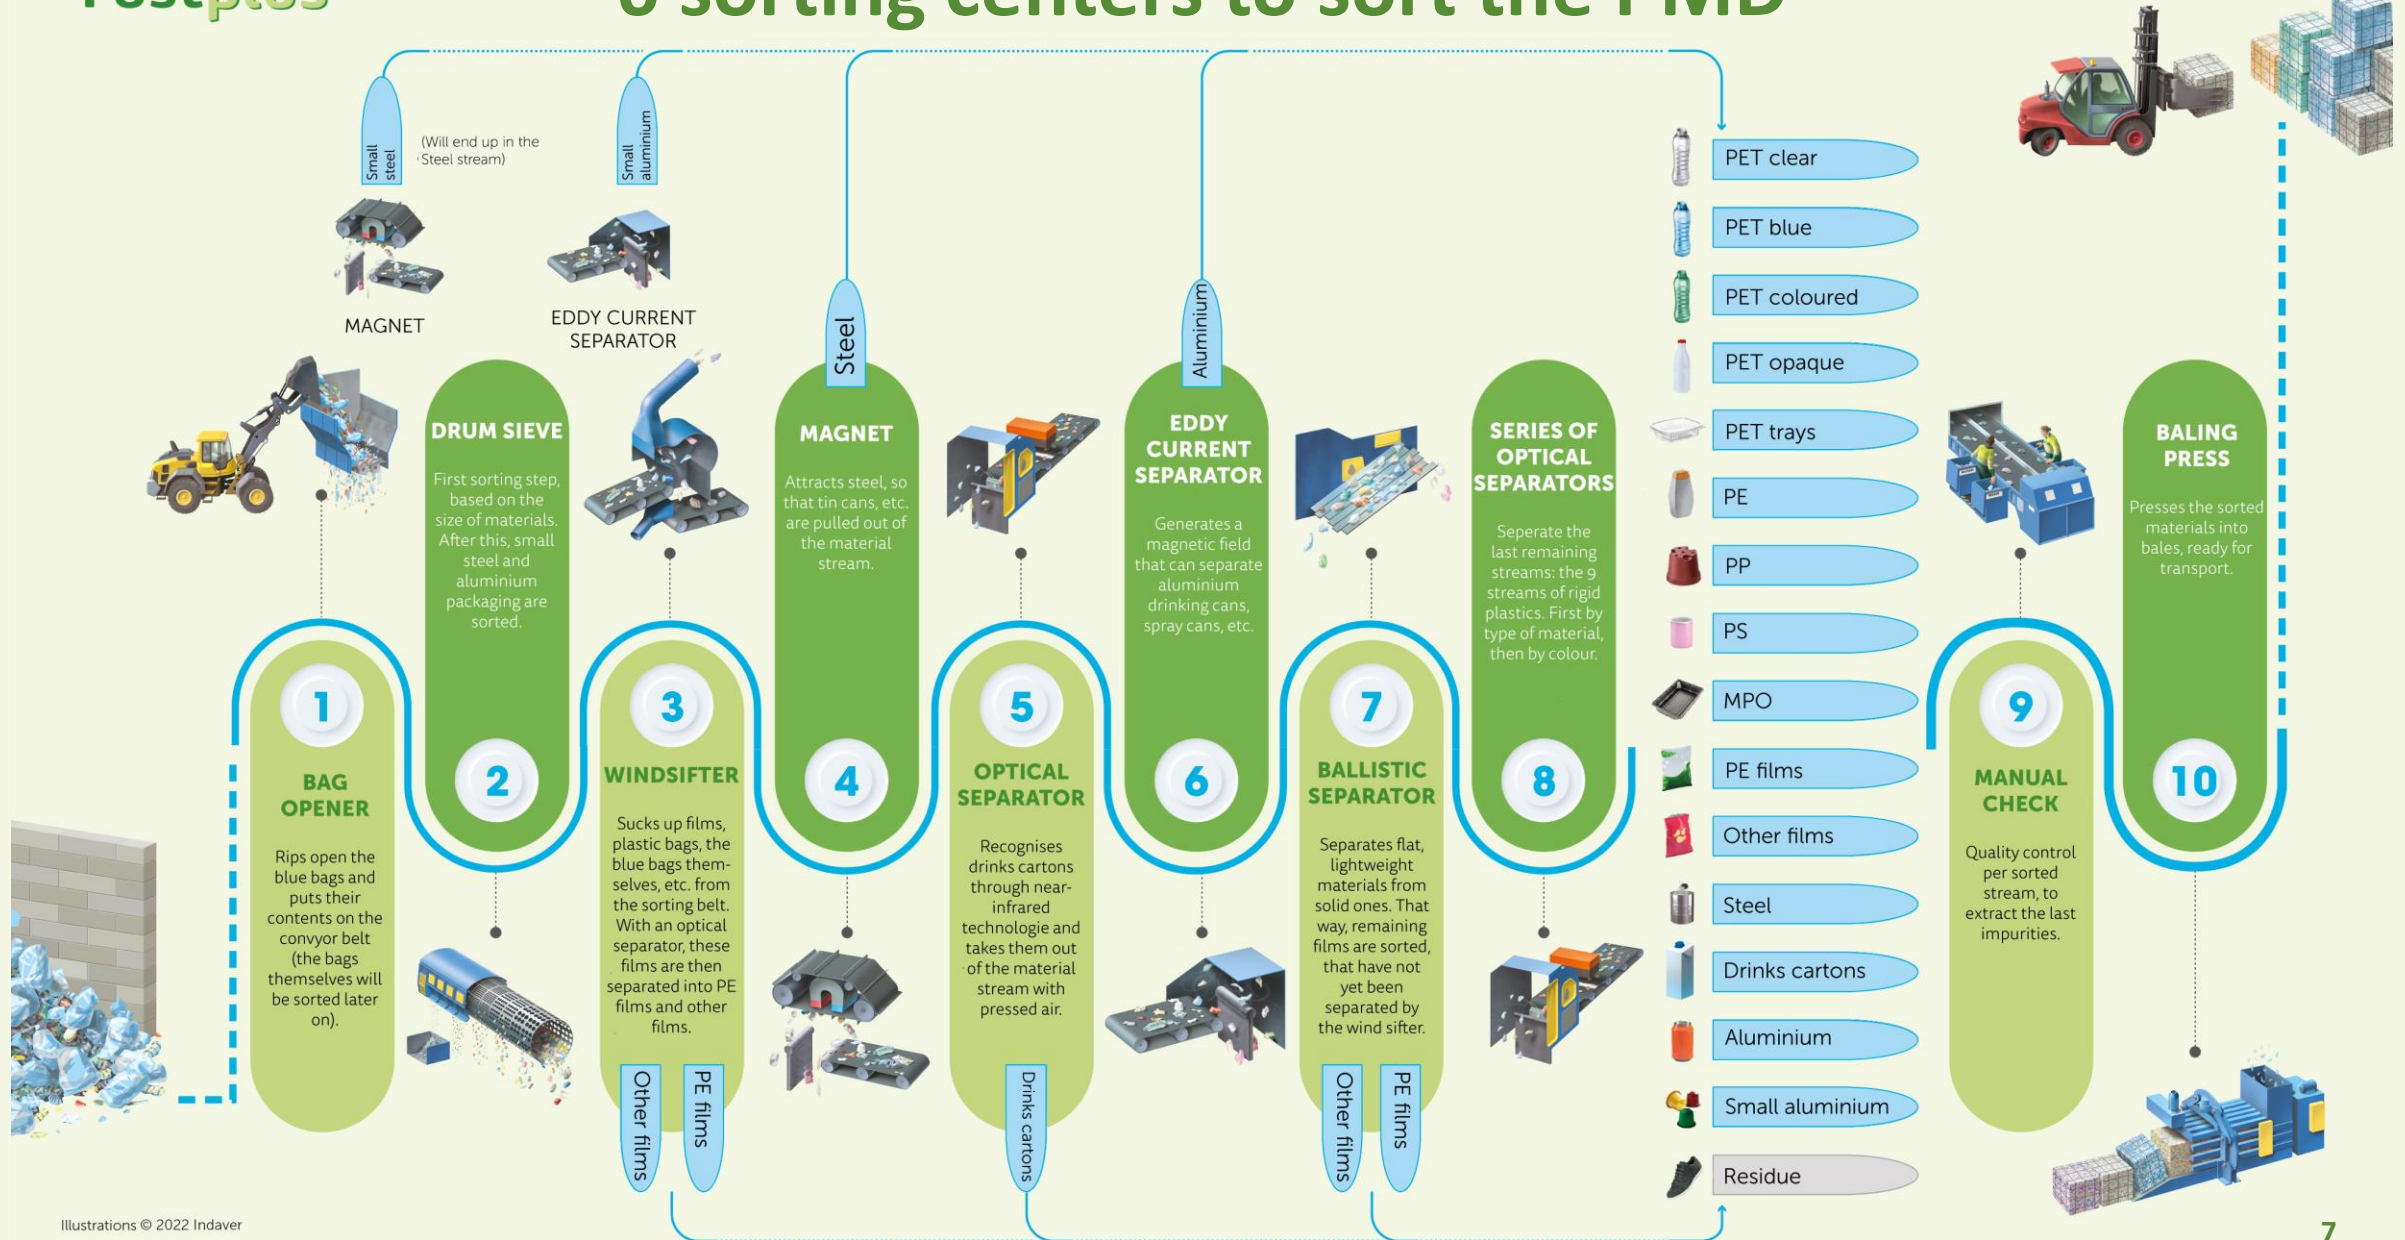 Fostplus
6 sorting centers to sort the PMD
Small
steel
(Will end up in the
Steel stream)
MAGNET
Small
aluminium
EDDY CURRENT
SEPARATOR
Steel
Aluminium
1
BAG
OPENER
Rips open the
blue bags and
puts their
contents on the
convyor belt
(the bags
themselves will
be sorted later
on).
DRUM SIEVE
First sorting step,
based on the
size of materials.
After this, small
steel and
aluminium
packaging are
sorted.
2
3
WINDSIFTER
Sucks up films,
plastic bags, the
blue bags them-
selves, etc. from
the sorting belt.
With an optical
separator, these
films are then
separated into PE
films and other
films.
Other films
PE films
MAGNET
Attracts steel, so
that tin cans, etc.
are pulled out of
the material
stream.
4
5
OPTICAL
SEPARATOR
Recognises
drinks cartons
through near-
infrared
technologie and
takes them out
of the material
stream with
pressed air.
Drinks cartons
EDDY
CURRENT
SEPARATOR
Generates a
magnetic field
that can separate
aluminium
drinking cans,
spray cans, etc.
6
7
BALLISTIC
SEPARATOR
Separates flat,
lightweight
materials from
solid ones. That
way, remaining
films are sorted,
that have not
yet been
separated by
the wind sifter.
Other films
PE films
SERIES OF
OPTICAL
SEPARATORS
Seperate the
last remaining
streams: the 9
streams of rigid
plastics. First by
type of material,
then by colour.
8
PET clear
PET blue
PET coloured
PET opaque
PET trays
PE
PP
PS
MPO
PE films
Other films
Steel
Drinks cartons
Aluminium
Small aluminium
Residue
9
MANUAL
CHECK
Quality control
per sorted
stream, to
extract the last
impurities.
BALING
PRESS
Presses the sorted
materials into
bales, ready for
transport.
10
Illustrations © 2022 Indaver
7